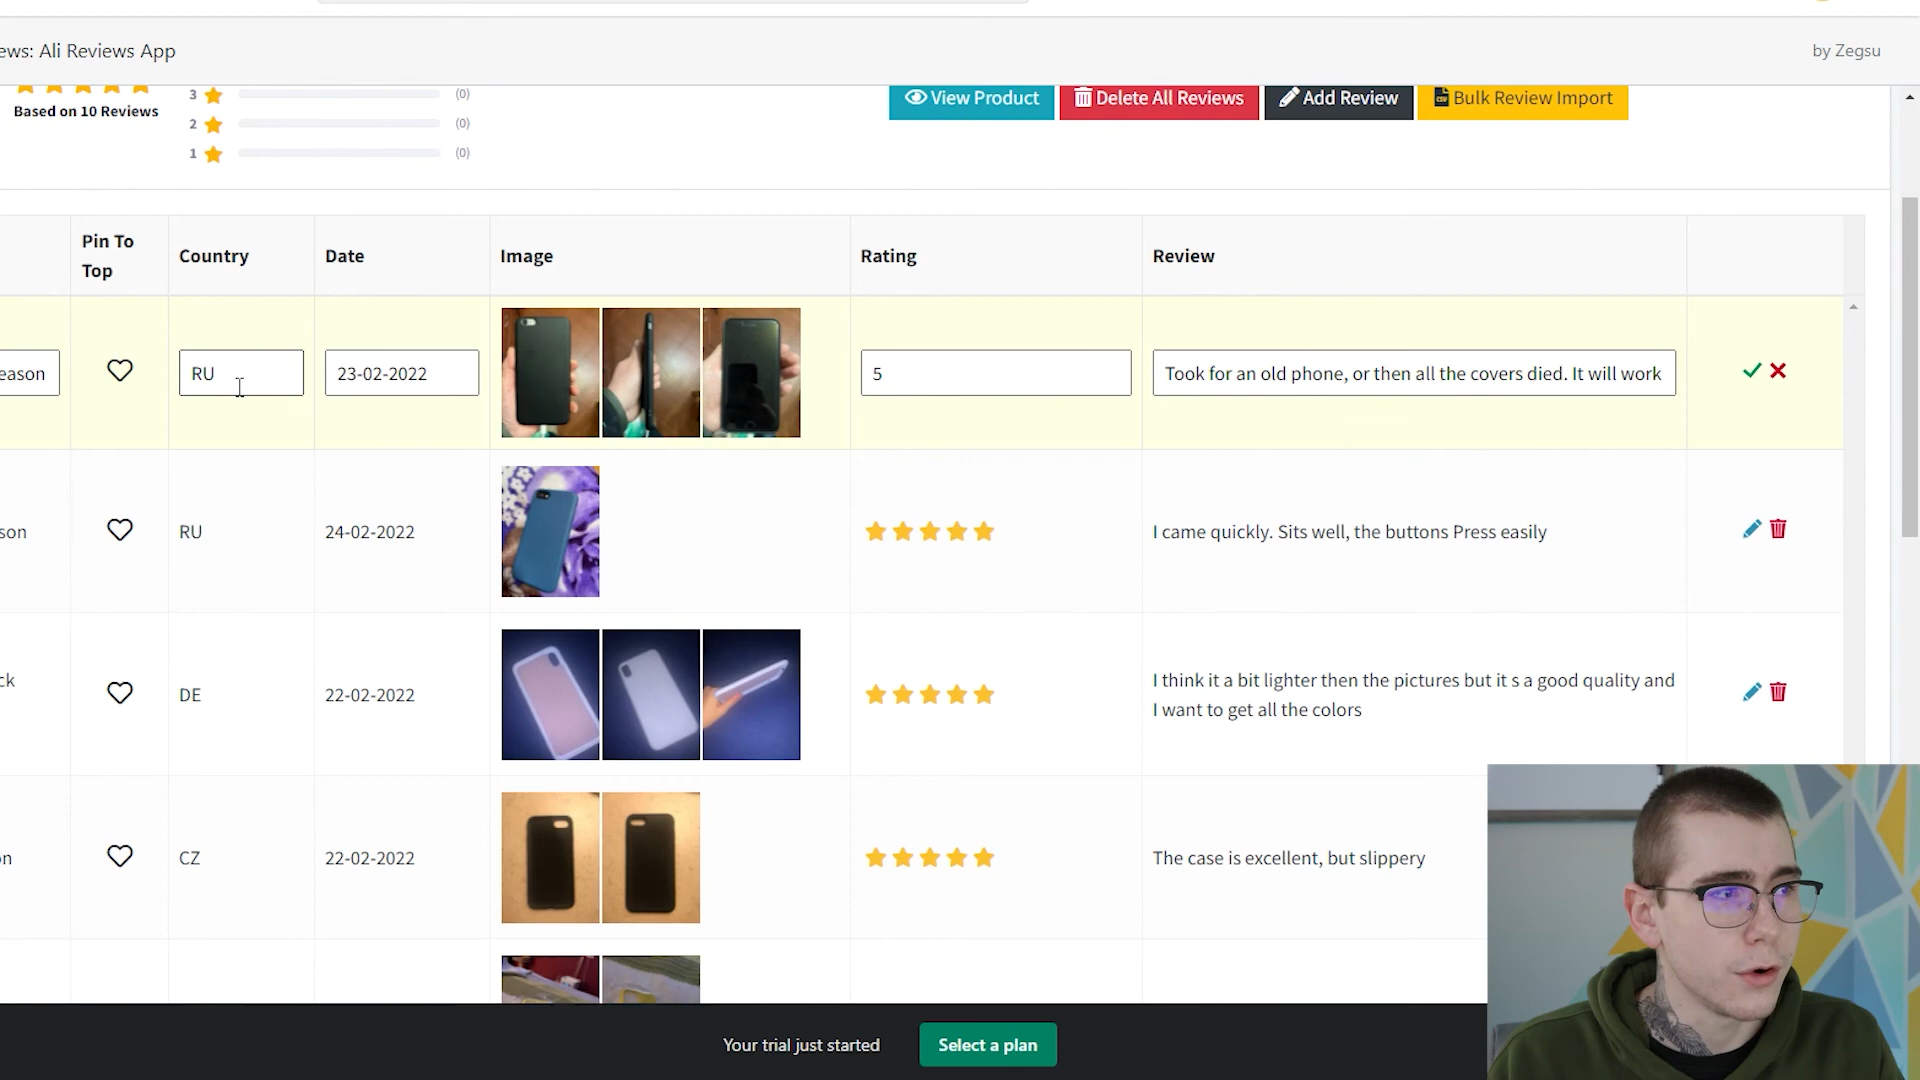 ews: Ali Reviews App
by Zegsu
Based on 10 Reviews
3 (0)
2 (0)
1 (0)
View Product
Delete All Reviews
Add Review
CSV Bulk Review Import
Pin To Top
Country
Date
Image
Rating
Review
eason
RU
23-02-2022
5
Took for an old phone, or then all the covers died. It will work
son
RU
24-02-2022
I came quickly. Sits well, the buttons Press easily
ck
DE
22-02-2022
I think it a bit lighter then the pictures but it s a good quality and
I want to get all the colors
n
CZ
22-02-2022
The case is excellent, but slippery
Your trial just started
Select a plan